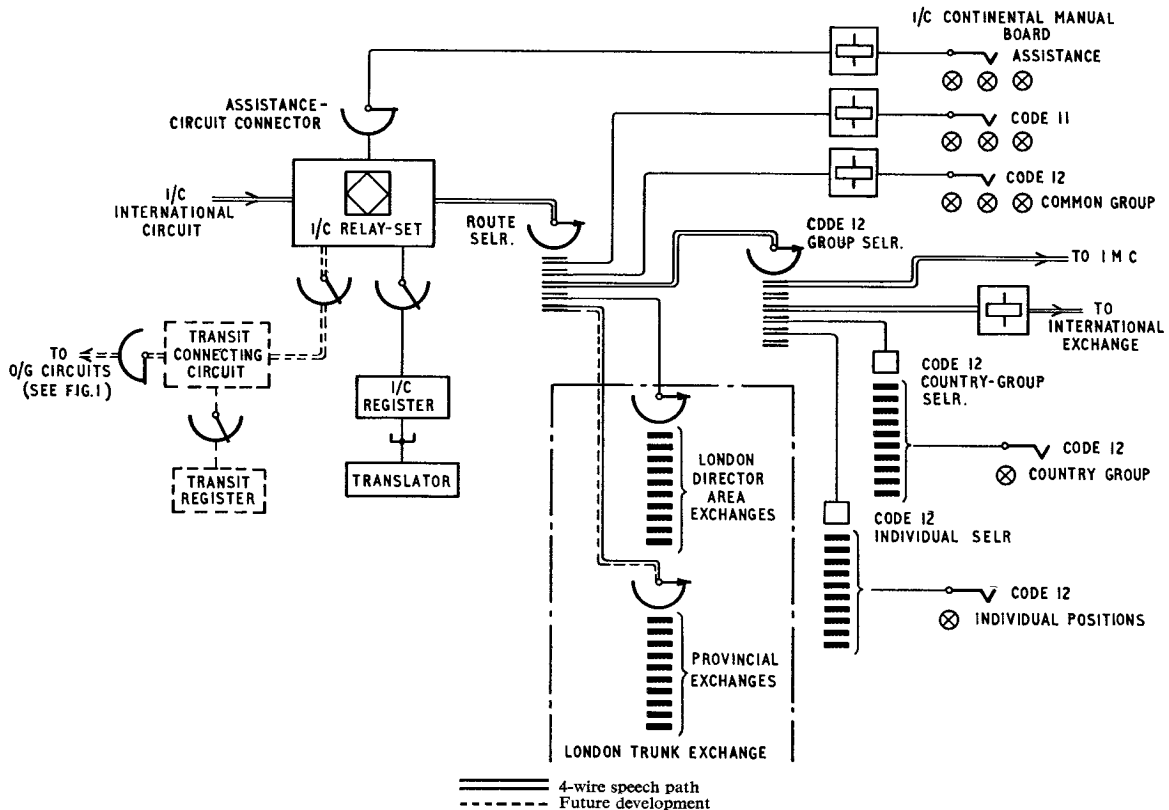 I/C CONTINENTAL MANUAL
BOARD
ASSISTANCE
ASSISTANCE-
CIRCUIT CONNECTOR
CODE 11
I/C
INTERNATIONAL
CIRCUIT
I/C RELAY-SET
ROUTE
SELR.
CODE 12
COMMON GROUP
CODE 12
GROUP SELR.
TO I M C
TO
INTERNATIONAL
EXCHANGE
TO
O/G CIRCUITS
(SEE FIG.1)
TRANSIT
CONNECTING
CIRCUIT
I/C
REGISTER
TRANSIT
REGISTER
TRANSLATOR
CODE 12
COUNTRY-GROUP
SELR.
LONDON
DIRECTOR
AREA
EXCHANGES
CODE 12
COUNTRY GROUP
CODE 12
INDIVIDUAL SELR
CODE 12
INDIVIDUAL POSITIONS
PROVINCIAL
EXCHANGES
LONDON TRUNK EXCHANGE
4-wire speech path
Future development